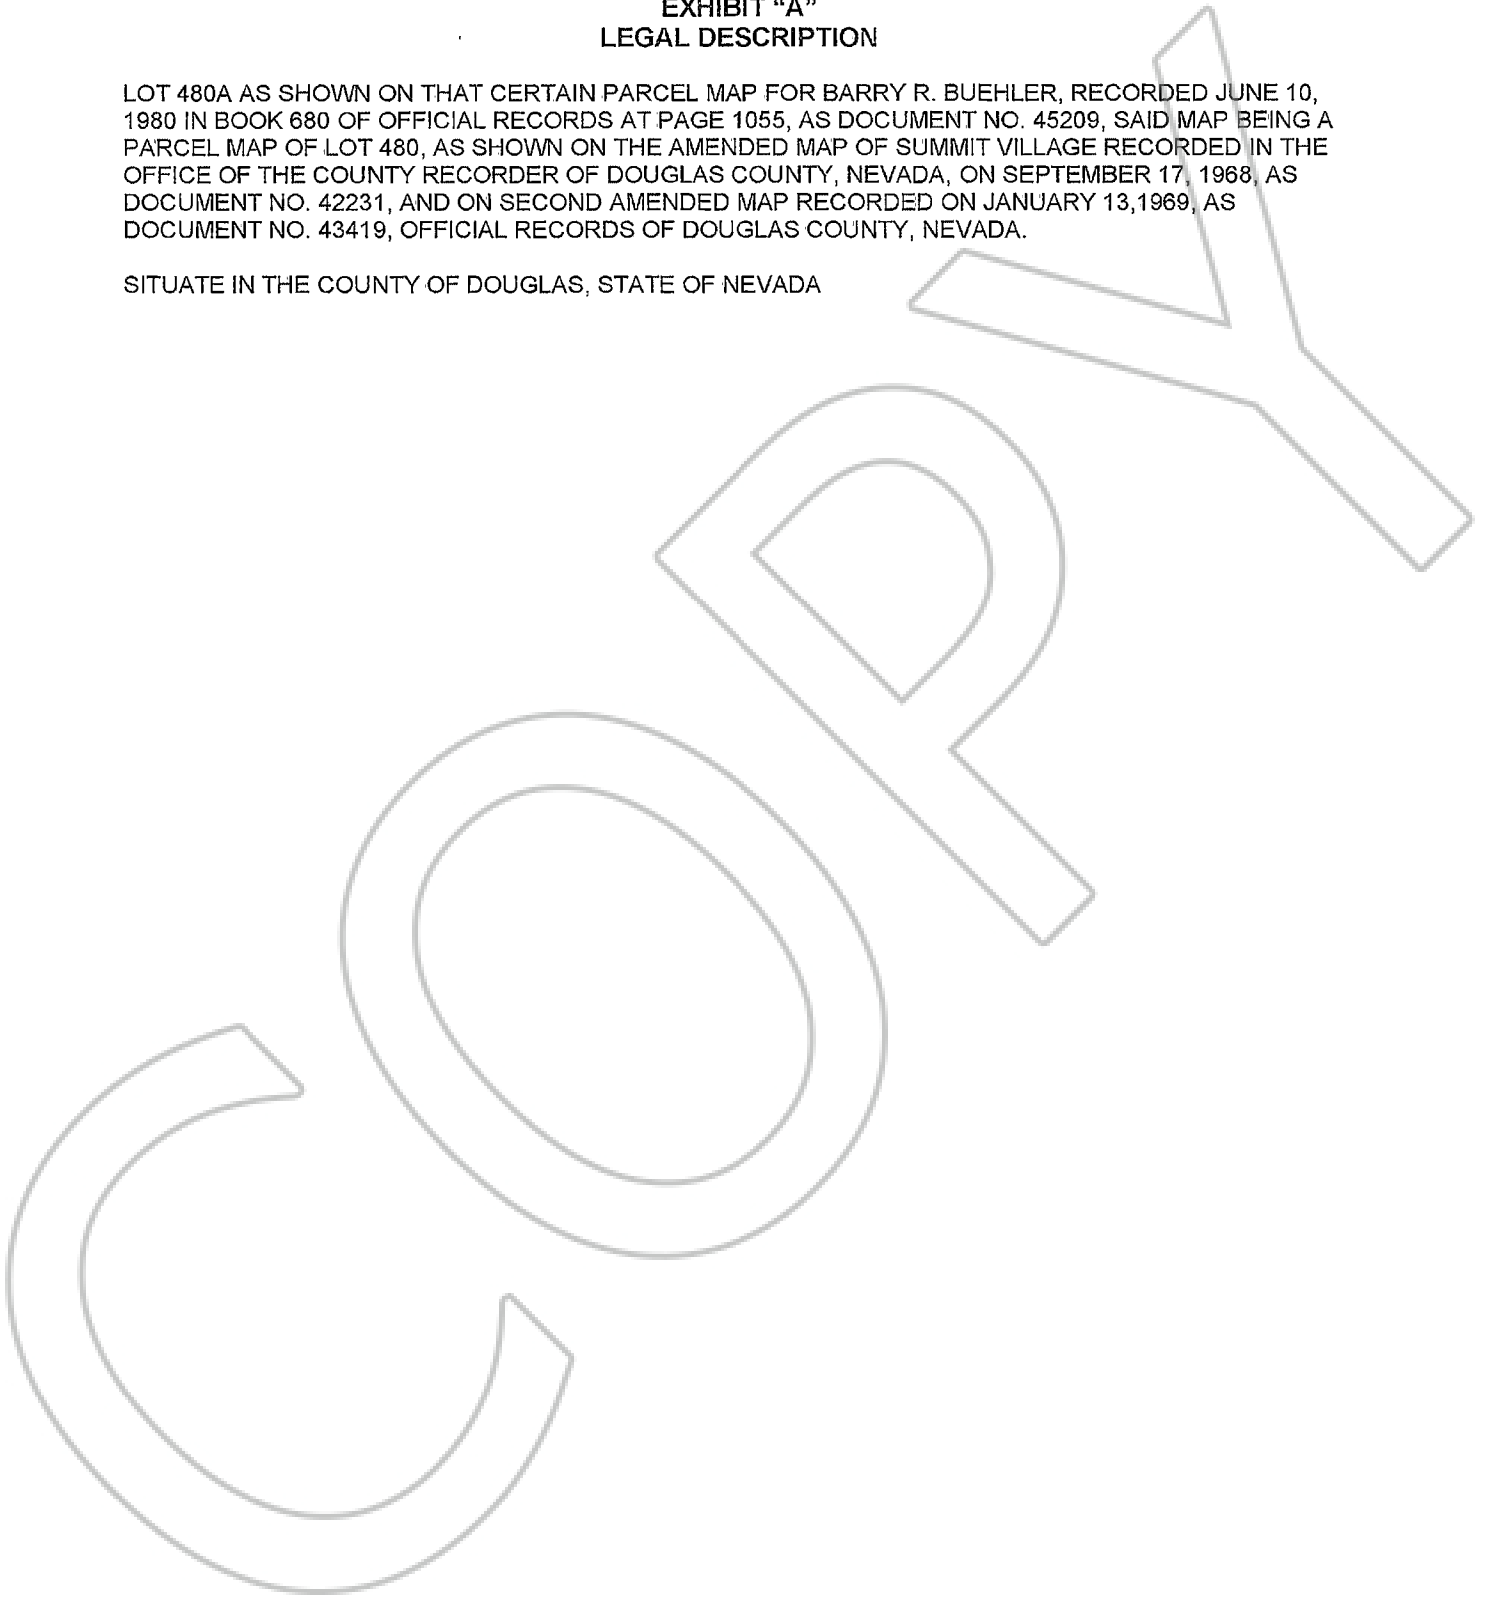 EXHIBIT “A”
LEGAL DESCRIPTION
LOT 480A AS SHOWN ON THAT CERTAIN PARCEL MAP FOR BARRY R. BUEHLER, RECORDED JUNE 10,
1980 IN BOOK 680 OF OFFICIAL RECORDS AT PAGE 1055, AS DOCUMENT NO. 45209, SAID MAP BEING A
PARCEL MAP OF LOT 480, AS SHOWN ON THE AMENDED MAP OF SUMMIT VILLAGE RECORDED IN THE
OFFICE OF THE COUNTY RECORDER OF DOUGLAS COUNTY, NEVADA, ON SEPTEMBER 17, 1968, AS
DOCUMENT NO. 42231, AND ON SECOND AMENDED MAP RECORDED ON JANUARY 13,1969, AS
DOCUMENT NO. 43419, OFFICIAL RECORDS OF DOUGLAS COUNTY, NEVADA.
SITUATE IN THE COUNTY OF DOUGLAS, STATE OF NEVADA
COPY